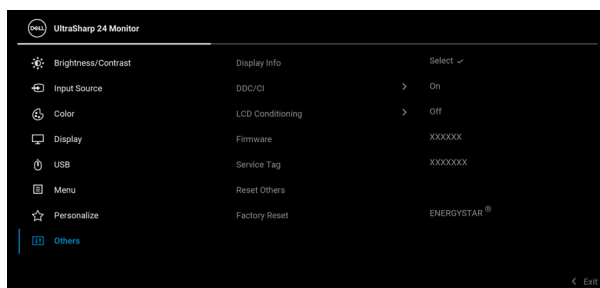 DELL UltraSharp 24 Monitor
Brightness/Contrast Display Info Select ✓
Input Source DDC/CI > On
Color LCD Conditioning > Off
Display Firmware XXXXXX
USB Service Tag XXXXXXX
Menu Reset Others
Personalize Factory Reset ENERGYSTAR ®
Others
< Exit